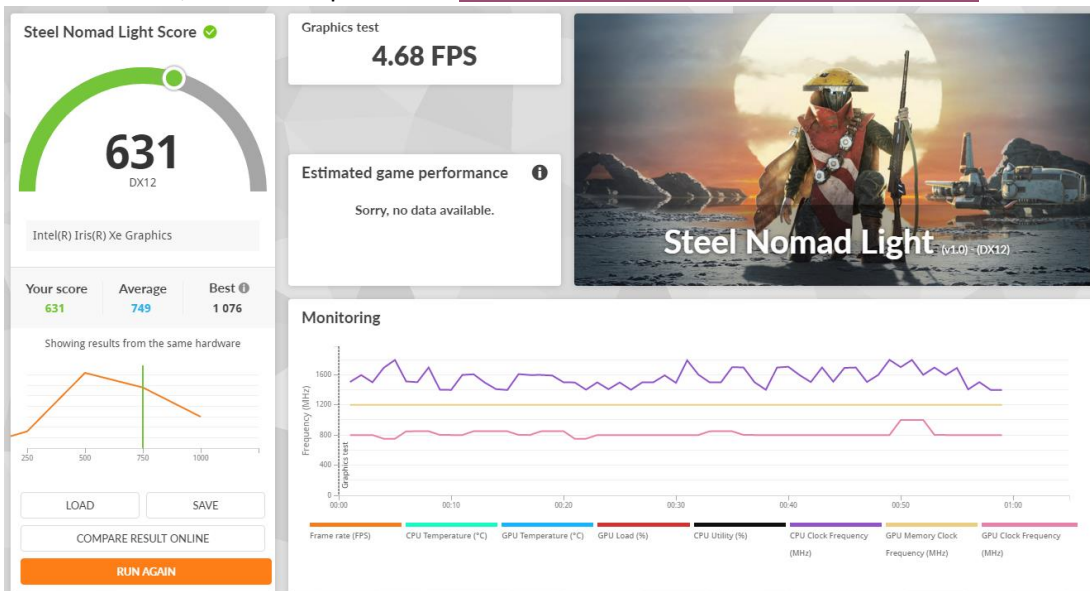 Steel Nomad Light Score
631
DX12
Intel(R) Iris(R) Xe Graphics
Your score
Average
Best
631
749
1 076
Showing results from the same hardware
250
500
750
1000
LOAD
SAVE
COMPARE RESULT ONLINE
RUN AGAIN
Graphics test
4.68 FPS
Estimated game performance
Sorry, no data available.
Steel Nomad Light (v1.0) - (DX12)
Monitoring
Frequency (MHz)
1600
1200
800
400
0
Graphics test
00:00
00:10
00:20
00:30
00:40
00:50
01:00
Frame rate (FPS)
CPU Temperature (°C)
GPU Temperature (°C)
GPU Load (%)
CPU Utility (%)
CPU Clock Frequency
(MHz)
GPU Memory Clock
Frequency (MHz)
GPU Clock Frequency
(MHz)